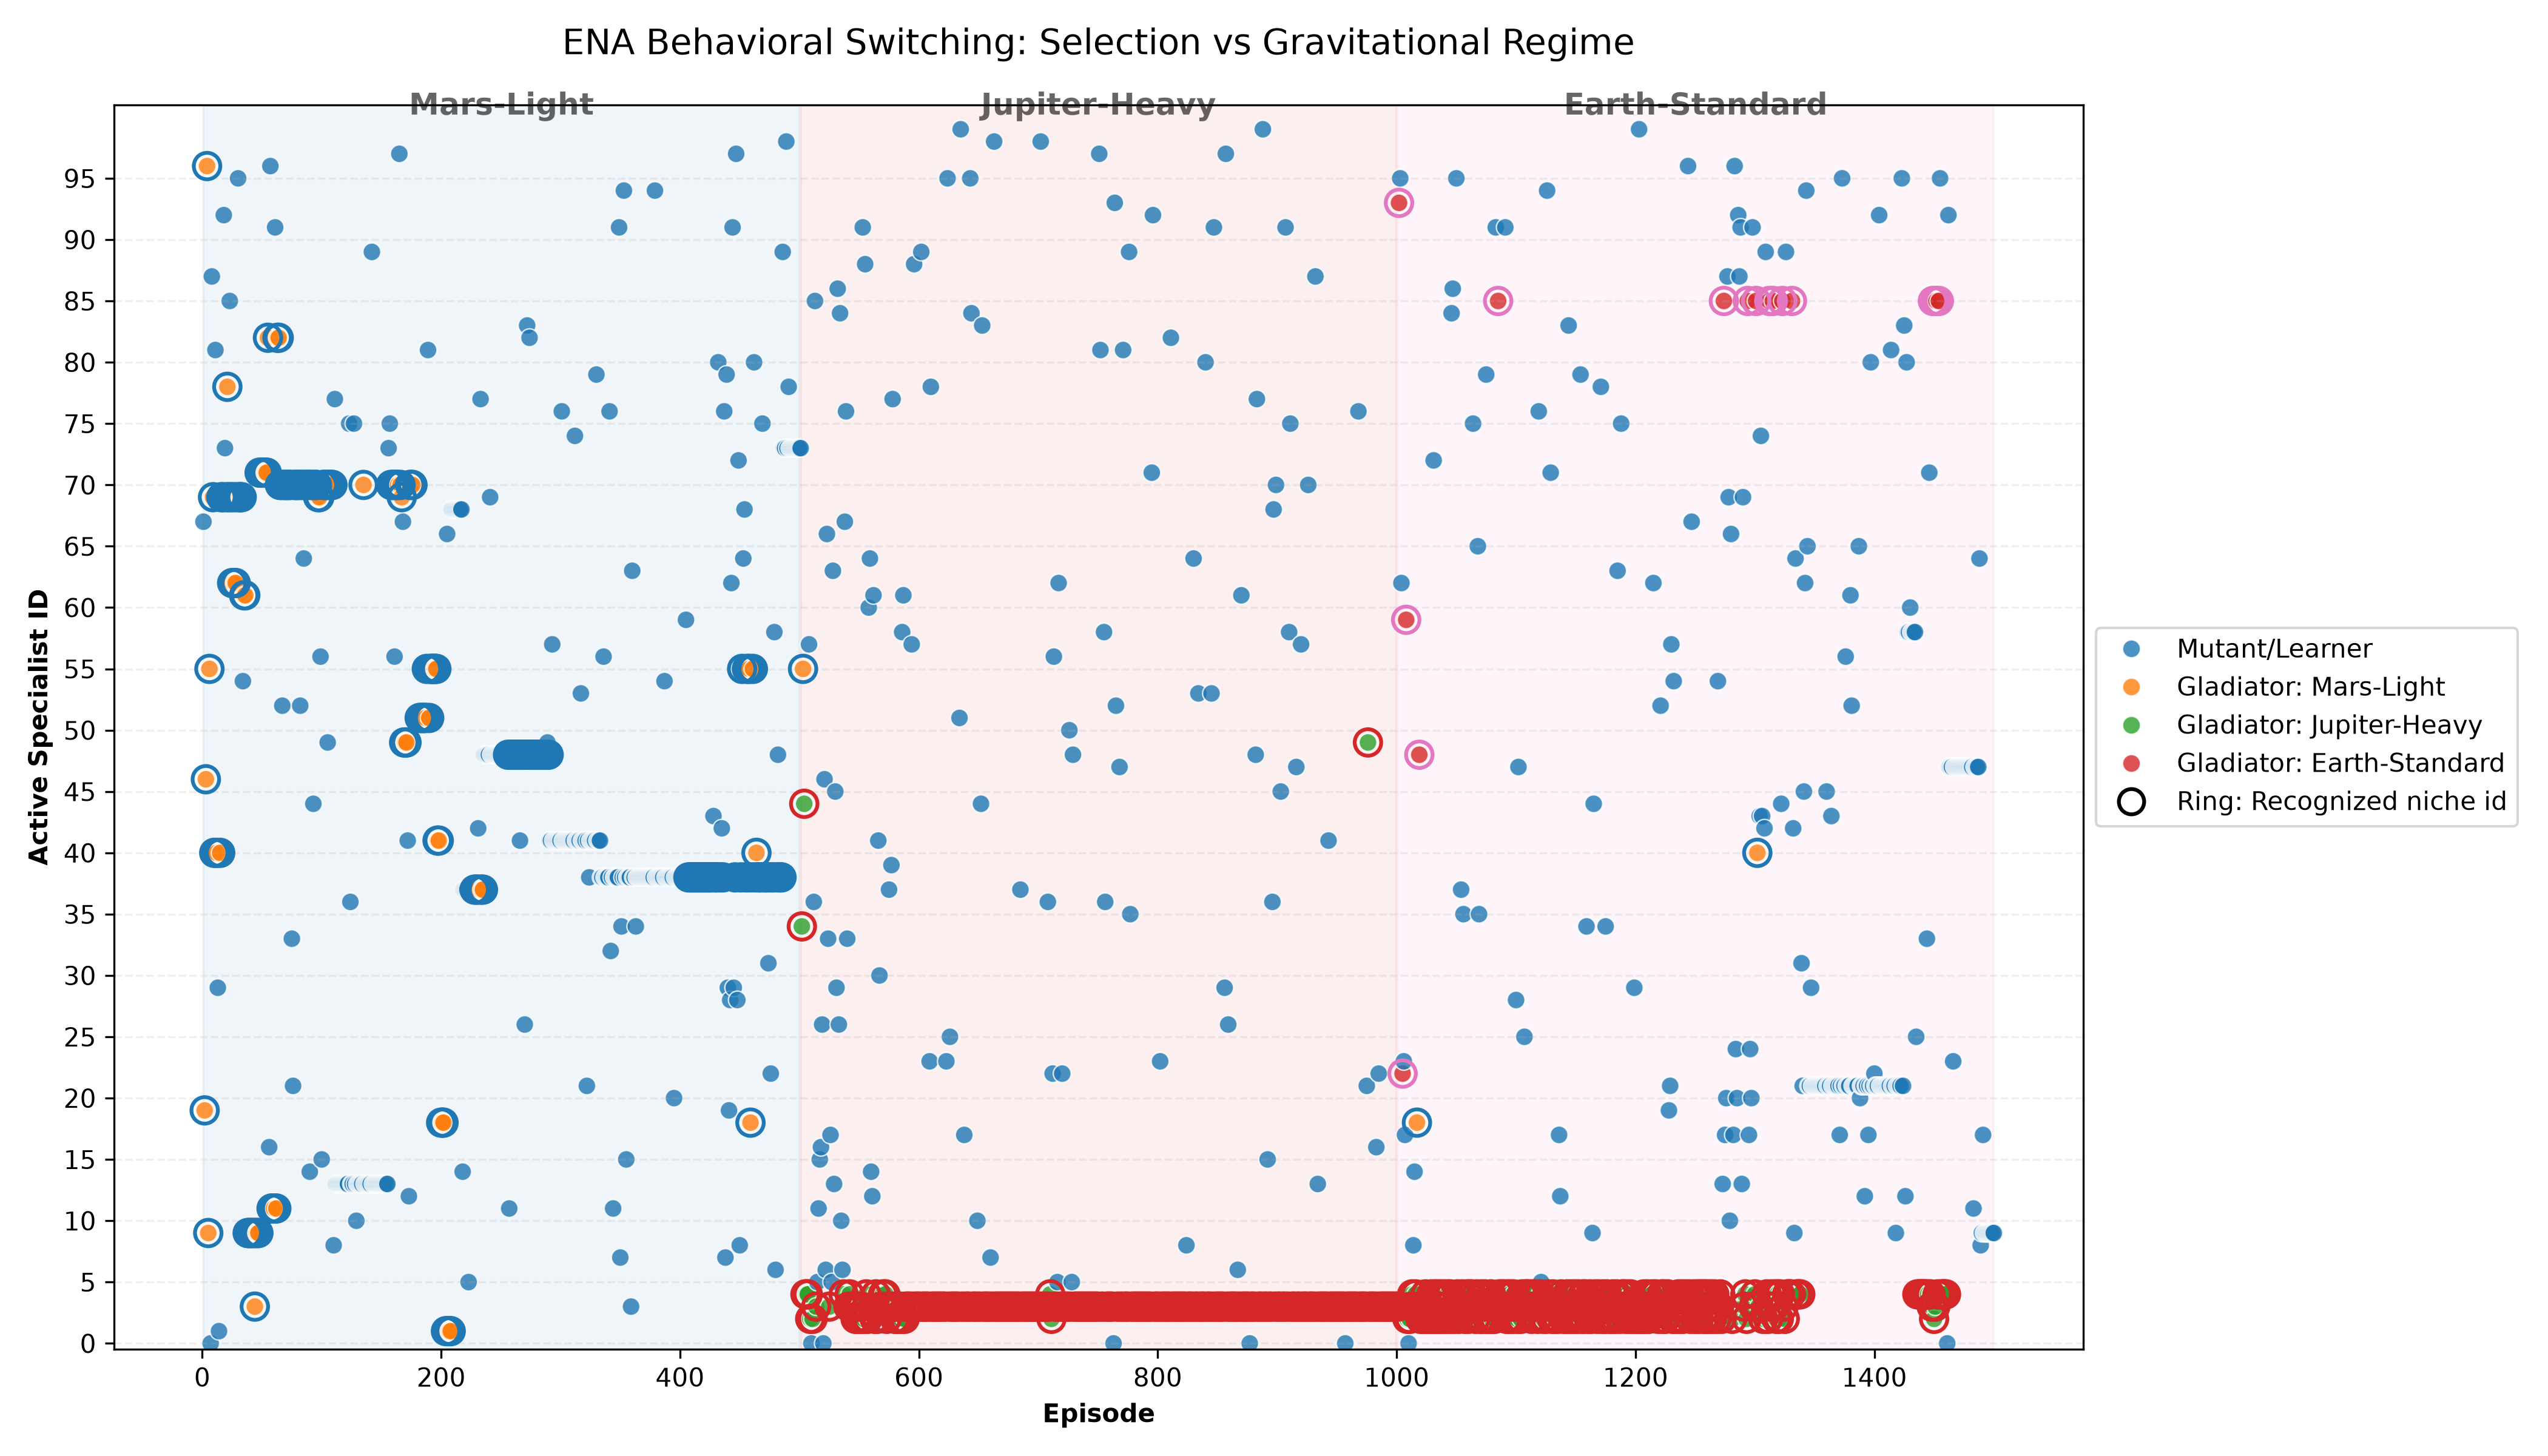 ENA Behavioral Switching: Selection vs Gravitational Regime
Mars-Light
Jupiter-Heavy
Earth-Standard
Active Specialist ID
95
90
85
80
75
70
65
60
55
50
45
40
35
30
25
20
15
10
5
0
0
200
400
600
800
1000
1200
1400
Episode
Mutant/Learner
Gladiator: Mars-Light
Gladiator: Jupiter-Heavy
Gladiator: Earth-Standard
Ring: Recognized niche id